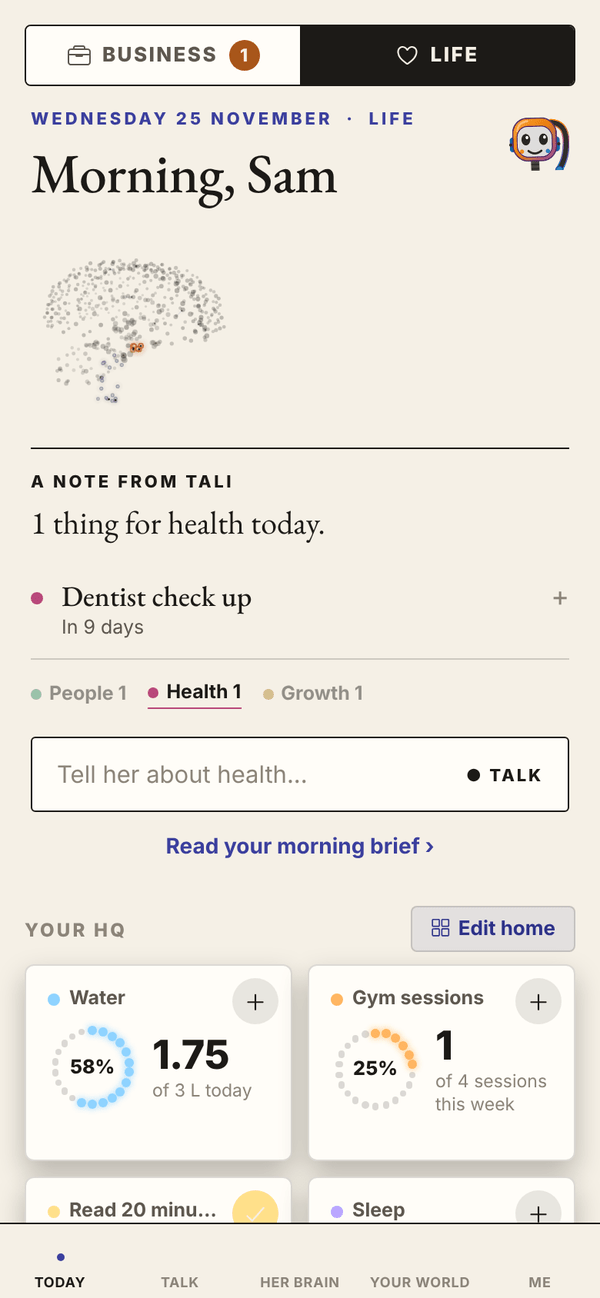 BUSINESS 1
LIFE
WEDNESDAY 25 NOVEMBER · LIFE
Morning, Sam
A NOTE FROM TALI
1 thing for health today.
Dentist check up
+
In 9 days
People 1
Health 1
Growth 1
Tell her about health...
TALK
Read your morning brief ›
YOUR HQ
Edit home
Water
+
58%
1.75
of 3 L today
Gym sessions
+
25%
1
of 4 sessions
this week
Read 20 minu...
Sleep
+
TODAY
TALK
HER BRAIN
YOUR WORLD
ME